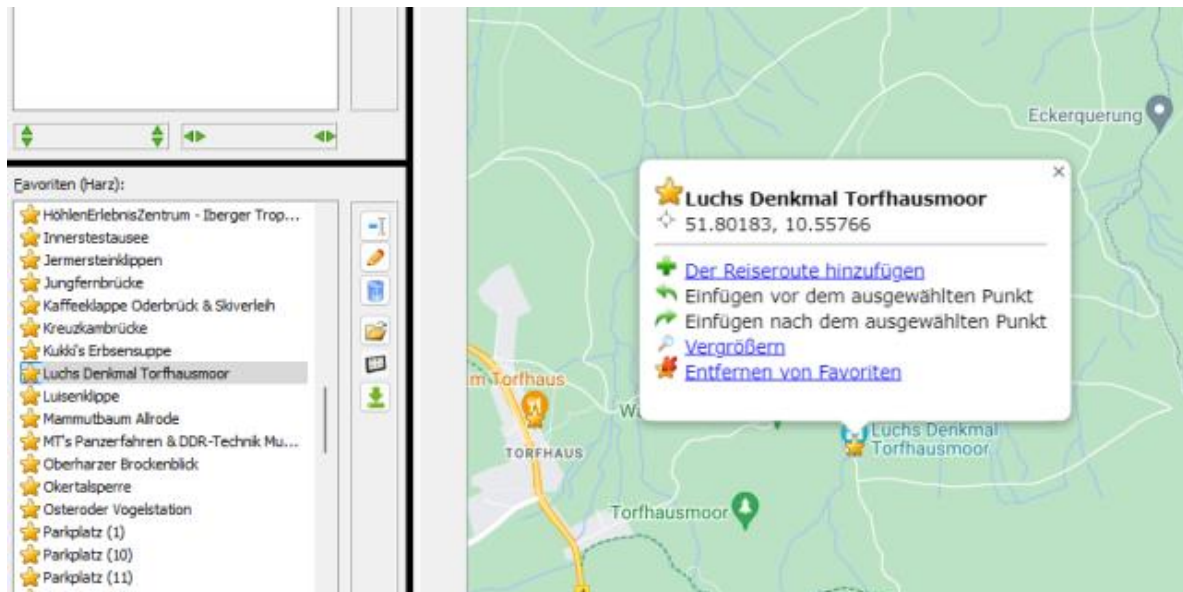 Favoriten (Harz):
HöhlenErlebnisZentrum - Iberger Trop...
Innerstestausee
Jermersteinklippen
Jungfernbrücke
Kaffeeklappe Oderbrück & Skiverleih
Kreuzkambrücke
Kukki's Erbsensuppe
Luchs Denkmal Torfhausmoor
Luisenklippe
Mammutbaum Allrode
MT's Panzerfahren & DDR-Technik Mu...
Oberharzer Brockenblick
Okertalsperre
Osteroder Vogelstation
Parkplatz (1)
Parkplatz (10)
Parkplatz (11)
Eckerquerung
Luchs Denkmal Torfhausmoor
51.80183, 10.55766
Der Reiseroute hinzufügen
Einfügen vor dem ausgewählten Punkt
Einfügen nach dem ausgewählten Punkt
Vergrößern
Entfernen von Favoriten
m Torfhaus
W
TORFHAUS
Luchs Denkmal
Torfhausmoor
Torfhausmoor
4